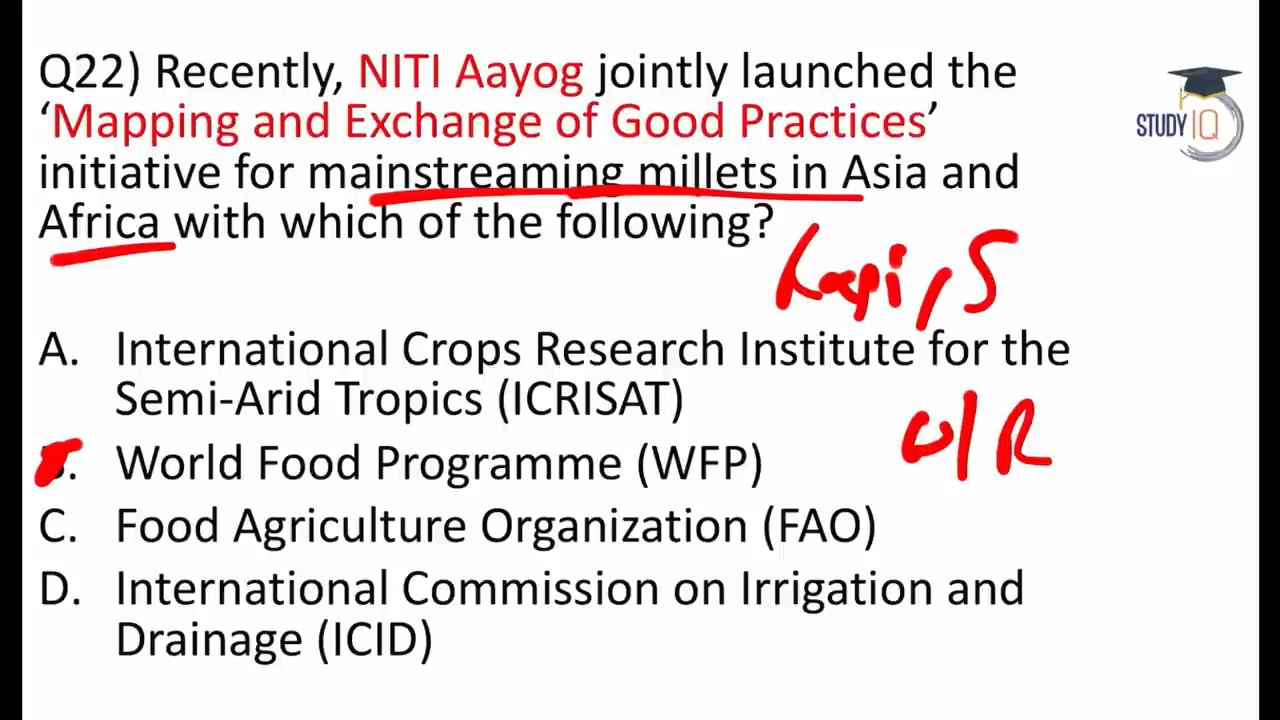 Q22) Recently, NITI Aayog jointly launched the
‘Mapping and Exchange of Good Practices’
initiative for mainstreaming millets in Asia and
Africa with which of the following?
STUDY IQ
A. International Crops Research Institute for the
Semi-Arid Tropics (ICRISAT)
World Food Programme (WFP)
C. Food Agriculture Organization (FAO)
D. International Commission on Irrigation and
Drainage (ICID)